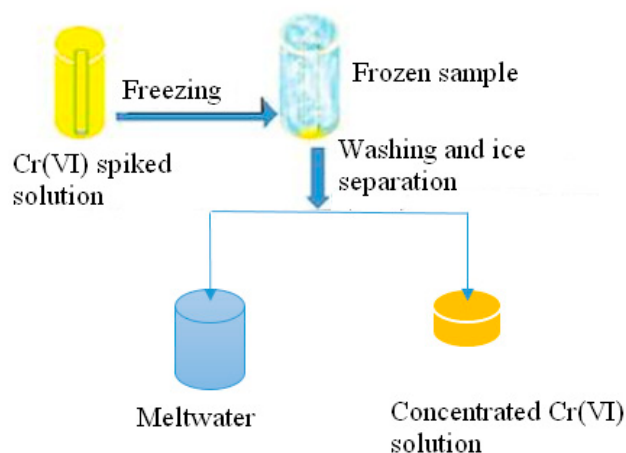 Freezing
Frozen sample
Cr(VI) spiked
solution
Washing and ice
separation
Meltwater
Concentrated Cr(VI)
solution